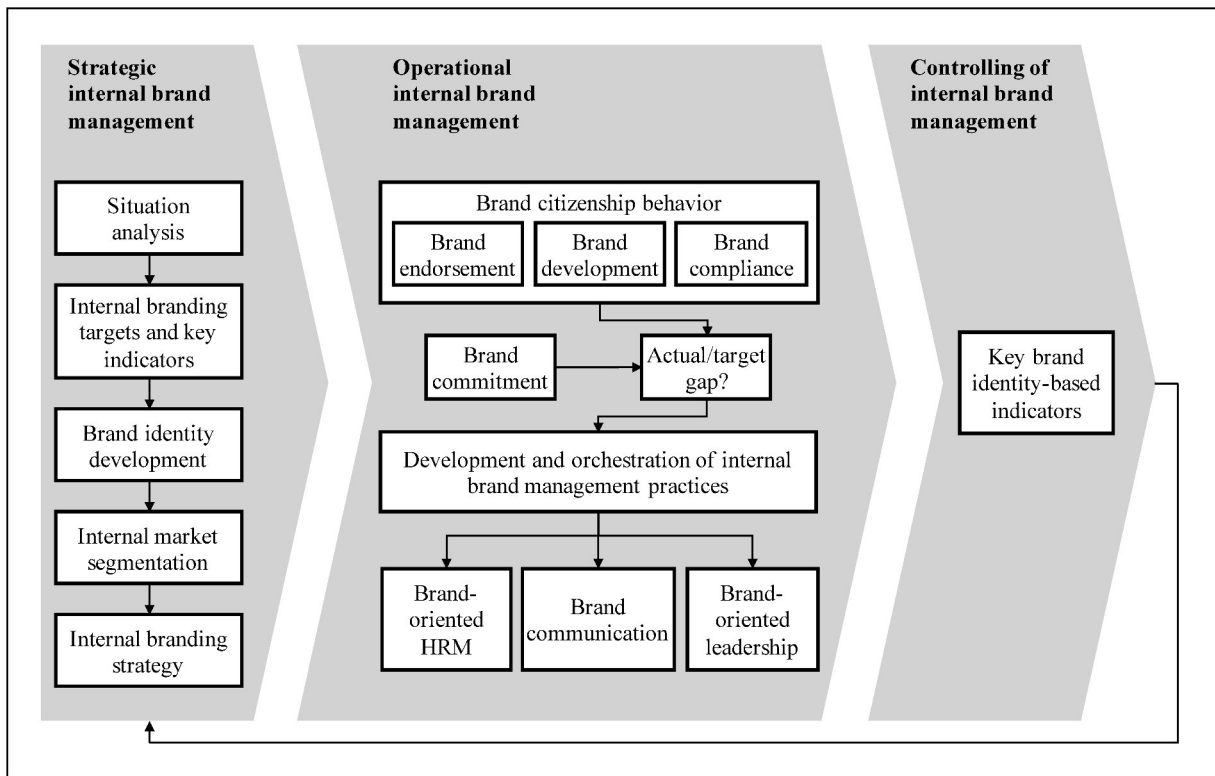 Strategic
internal brand
management
Situation
analysis
Internal branding
targets and key
indicators
Brand identity
development
Internal market
segmentation
Internal branding
strategy
Operational
internal brand
management
Brand citizenship behavior
Brand
endorsement
Brand
development
Brand
compliance
Brand
commitment
Actual/target
gap?
Development and orchestration of internal
brand management practices
Brand-
oriented
HRM
Brand
communication
Brand-
oriented
leadership
Controlling of
internal brand
management
Key brand
identity-based
indicators